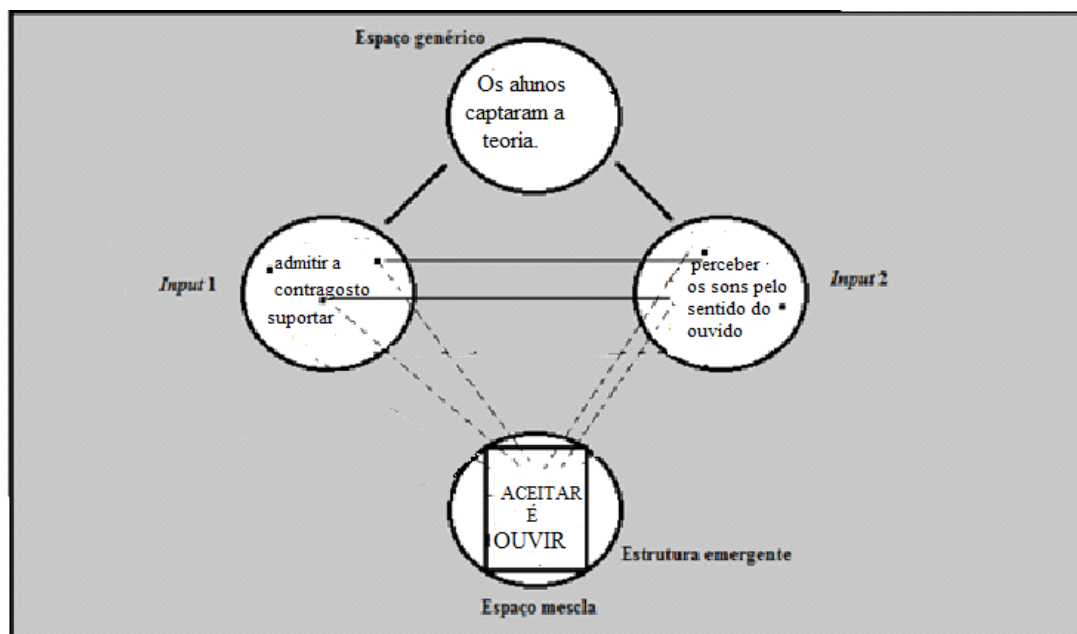 Espaço genérico
Os alunos
captaram a
teoria.
Input 1
admitir a
contragosto
suportar
perceber
os sons pelo
sentido do
ouvido
Input 2
ACEITAR
É
OUVIR
Estrutura emergente
Espaço mescla